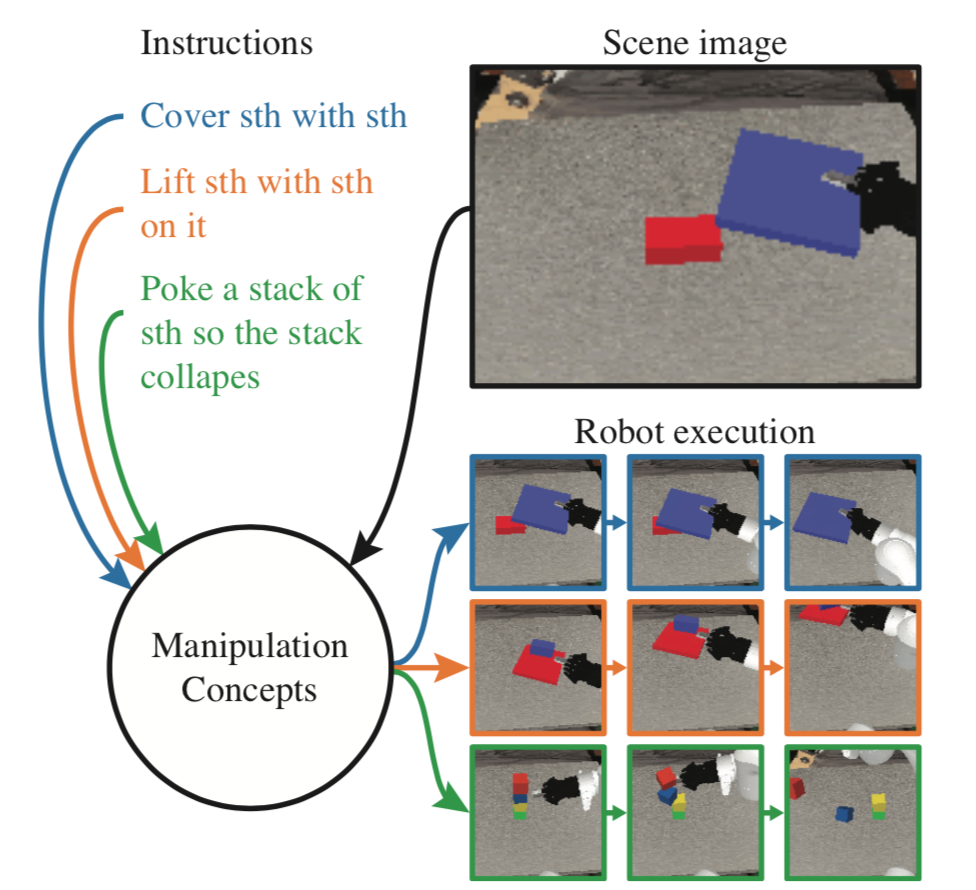 Instructions
Scene image
Cover sth with sth
Lift sth with sth
on it
Poke a stack of
sth so the stack
collapes
Robot execution
Manipulation
Concepts